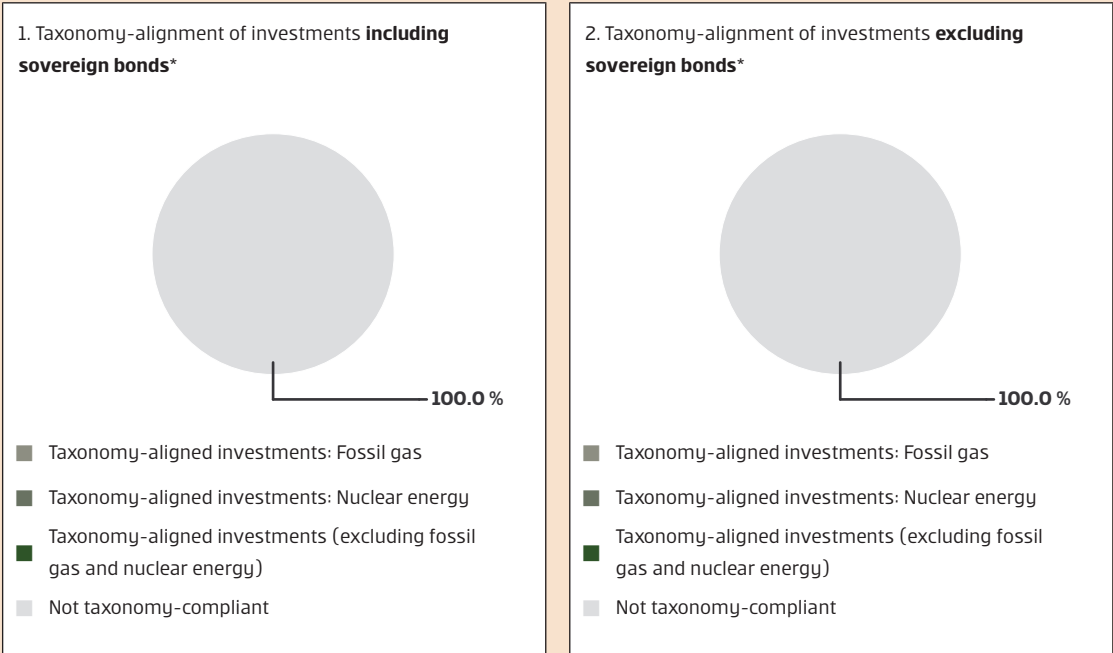 1. Taxonomy-alignment of investments including
sovereign bonds*
100.0 %
Taxonomy-aligned investments: Fossil gas
Taxonomy-aligned investments: Nuclear energy
Taxonomy-aligned investments (excluding fossil
gas and nuclear energy)
Not taxonomy-compliant
2. Taxonomy-alignment of investments excluding
sovereign bonds*
100.0 %
Taxonomy-aligned investments: Fossil gas
Taxonomy-aligned investments: Nuclear energy
Taxonomy-aligned investments (excluding fossil
gas and nuclear energy)
Not taxonomy-compliant